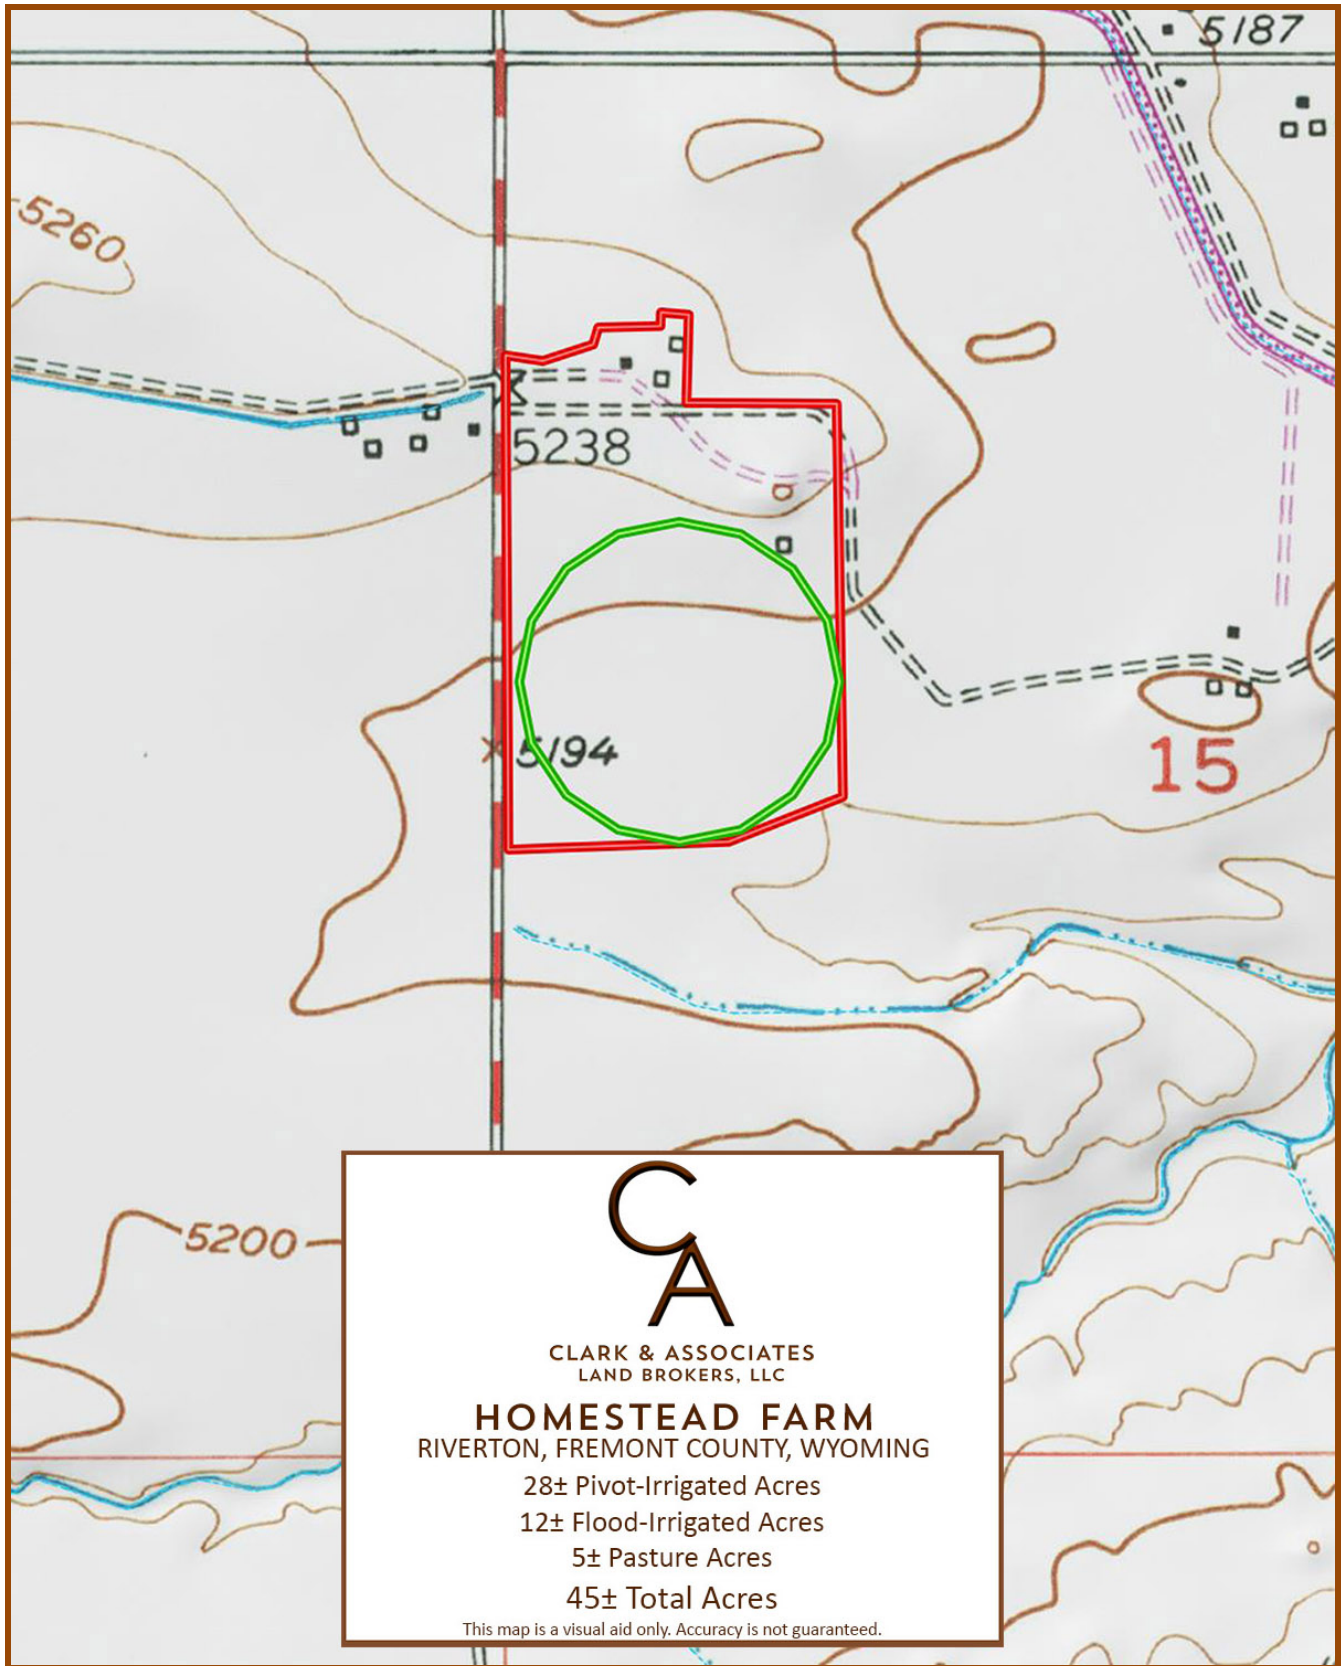 5187
5260
5238
5194
15
5200
CA
CLARK & ASSOCIATES
LAND BROKERS, LLC
HOMESTEAD FARM
RIVERTON, FREMONT COUNTY, WYOMING
28± Pivot-Irrigated Acres
12± Flood-Irrigated Acres
5± Pasture Acres
45± Total Acres
This map is a visual aid only. Accuracy is not guaranteed.